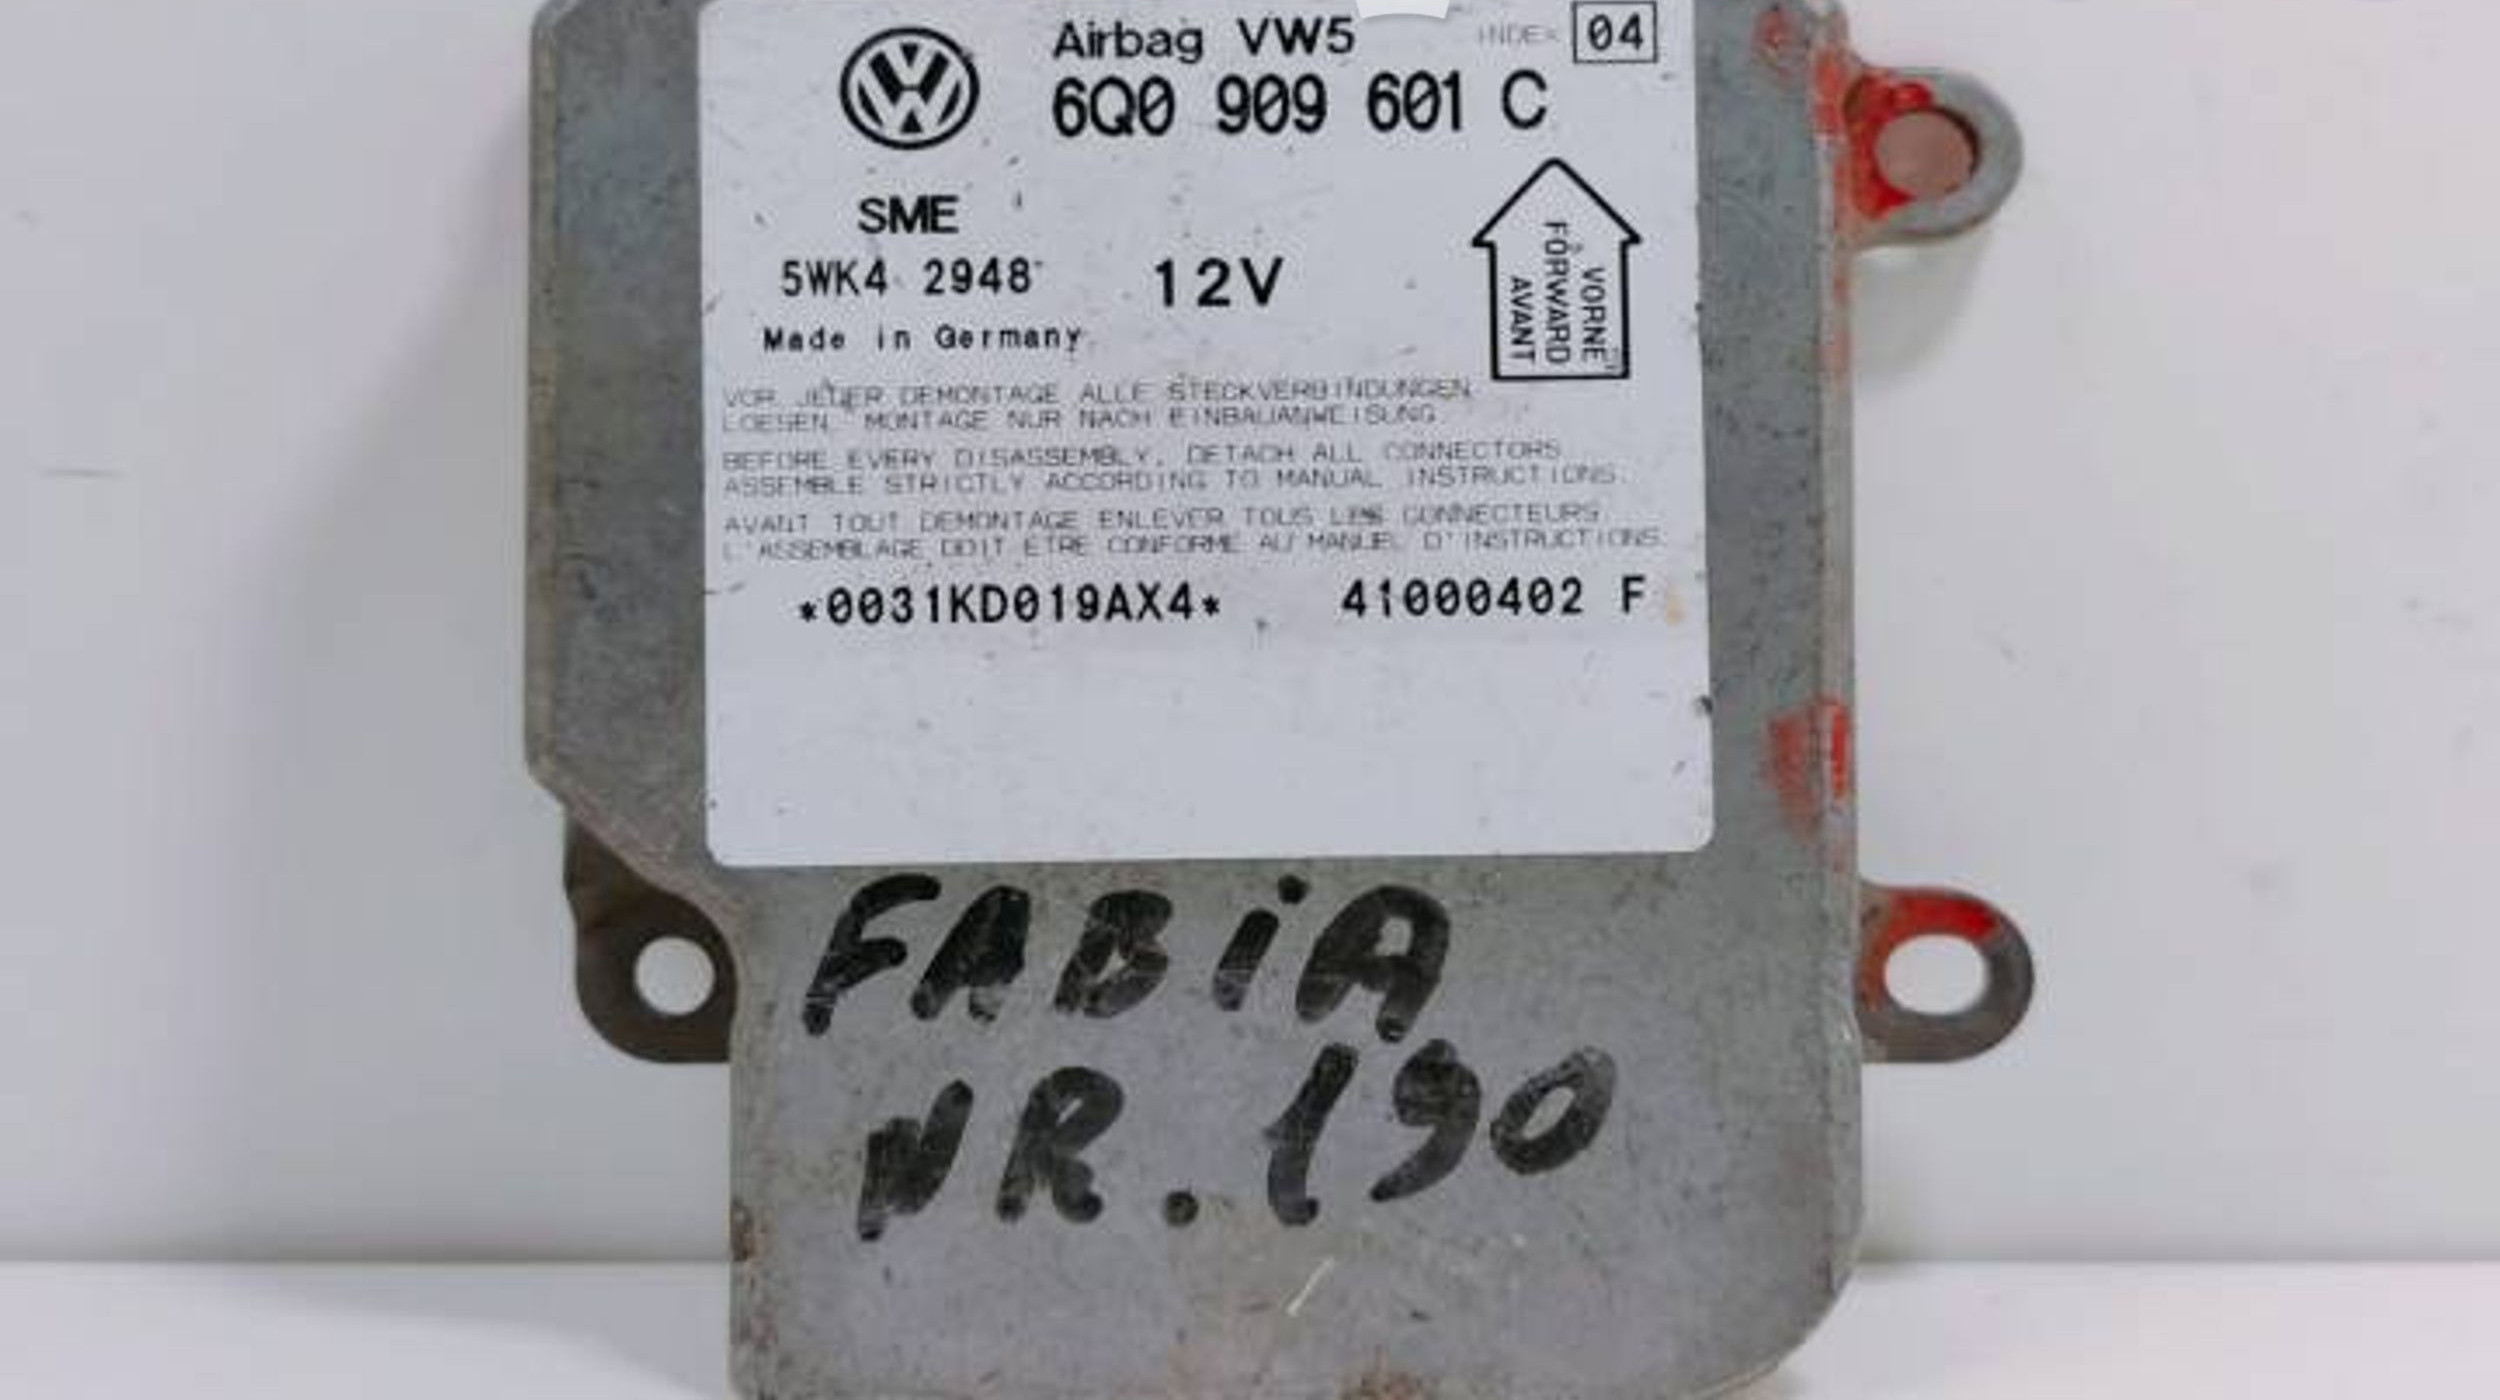 Airbag VW5 INDEX 04
6Q0 909 601 C
SME
5WK4 2948
12V
VORNE
FORWARD
AVANT
Made in Germany
VOR JEDER DEMONTAGE ALLE STECKVERBINDUNGEN
LOESEN. MONTAGE NUR NACH EINBAUANWEISUNG.
BEFORE EVERY DISASSEMBLY, DETACH ALL CONNECTORS.
ASSEMBLE STRICTLY ACCORDING TO MANUAL INSTRUCTIONS.
AVANT TOUT DEMONTAGE ENLEVER TOUS LES CONNECTEURS.
L'ASSEMBLAGE DOIT ETRE CONFORME AU MANUEL D'INSTRUCTIONS.
*0031KD019AX4* 41000402 F
FABiA
NR. 190